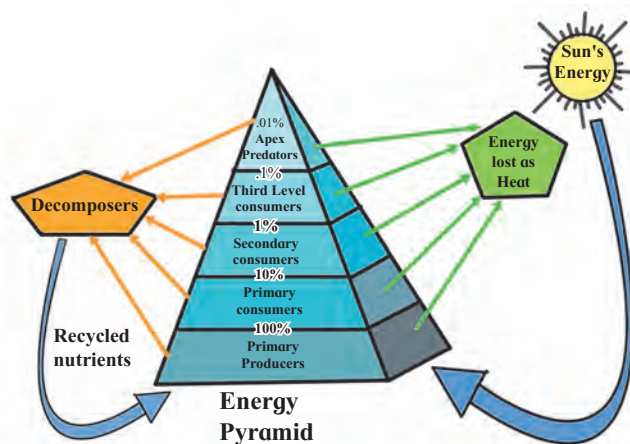 Sun's
Energy
.01%
Apex
Predators
Energy
lost as
Heat
.1%
Third Level
consumers
Decomposers
1%
Secondary
consumers
10%
Primary
consumers
Recycled
nutrients
100%
Primary
Producers
Energy
Pyramid